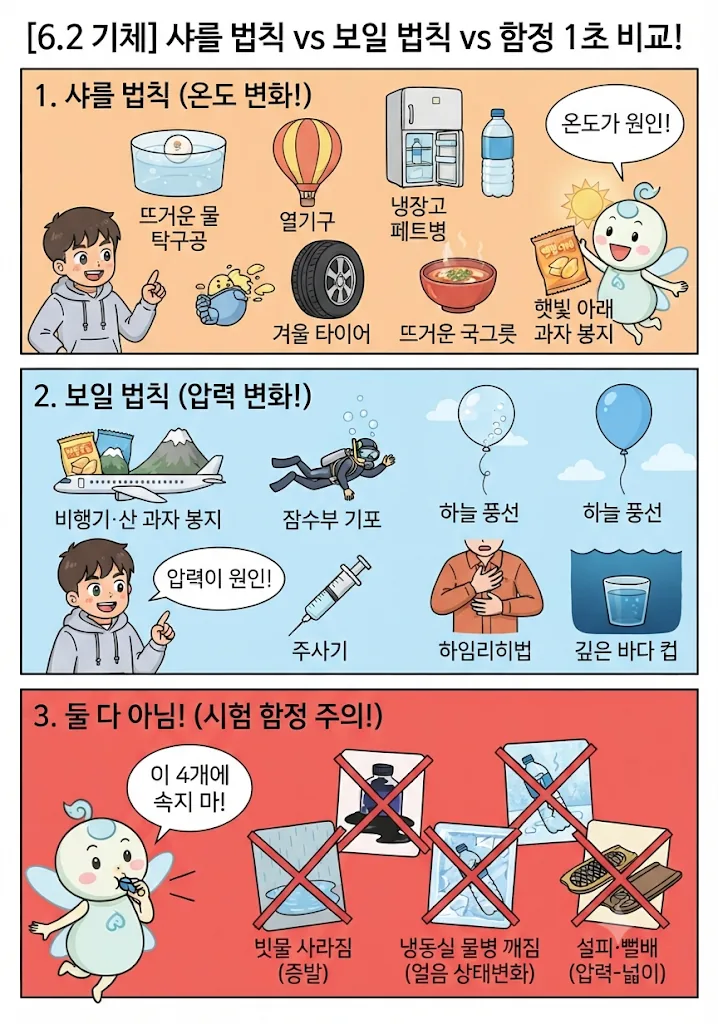 [6.2 기체] 샤를 법칙 vs 보일 법칙 vs 함정 1초 비교!
1. 샤를 법칙 (온도 변화!)
온도가 원인!
뜨거운 물
탁구공
열기구
냉장고
페트병
겨울 타이어
뜨거운 국그릇
햇빛 아래
과자 봉지
2. 보일 법칙 (압력 변화!)
비행기·산 과자 봉지
잠수부 기포
하늘 풍선
하늘 풍선
압력이 원인!
주사기
하임리히법
깊은 바다 컵
3. 둘 다 아님! (시험 함정 주의!)
이 4개에
속지 마!
빗물 사라짐
(증발)
냉동실 물병 깨짐
(얼음 상태변화)
설피·뻘배
(압력-넓이)